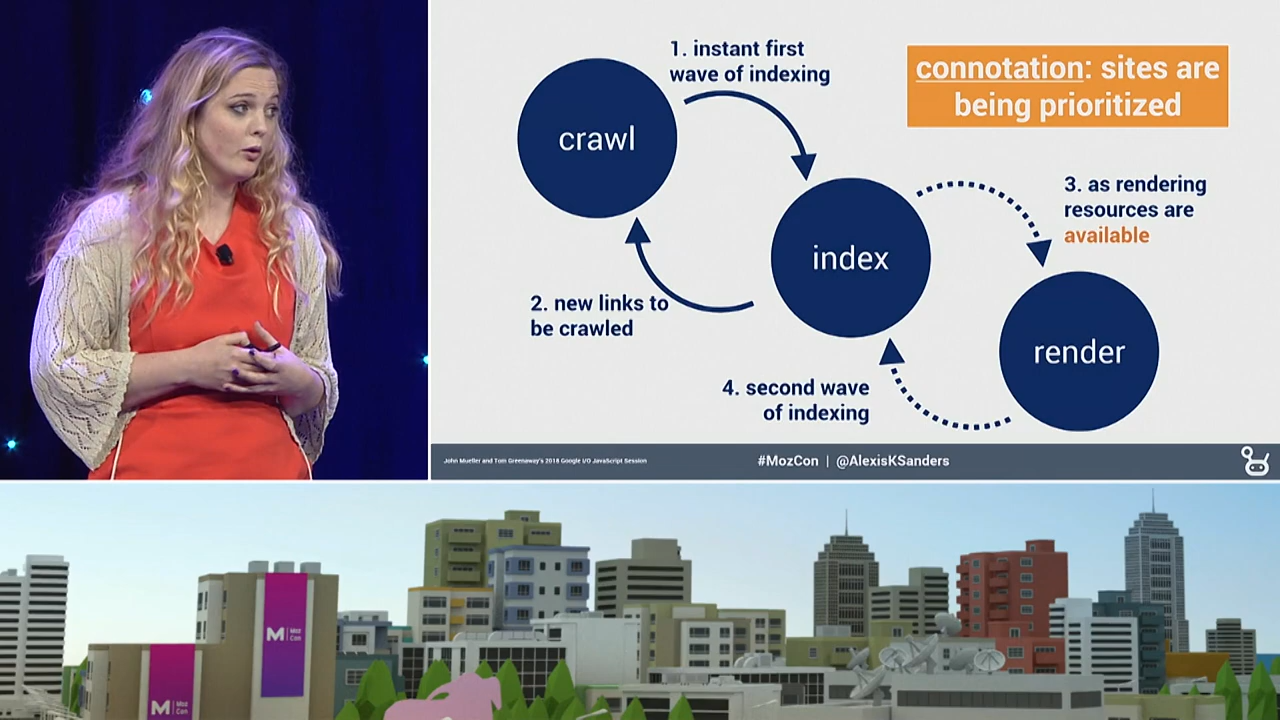 1. instant first
wave of indexing
connotation: sites are
being prioritized
crawl
3. as rendering
resources are
available
index
2. new links to
be crawled
render
4. second wave
of indexing
John Mueller and Tom Greenaway's 2018 Google I/O JavaScript Session
#MozCon | @AlexisKSanders
M Moz
Con
M Moz
Con